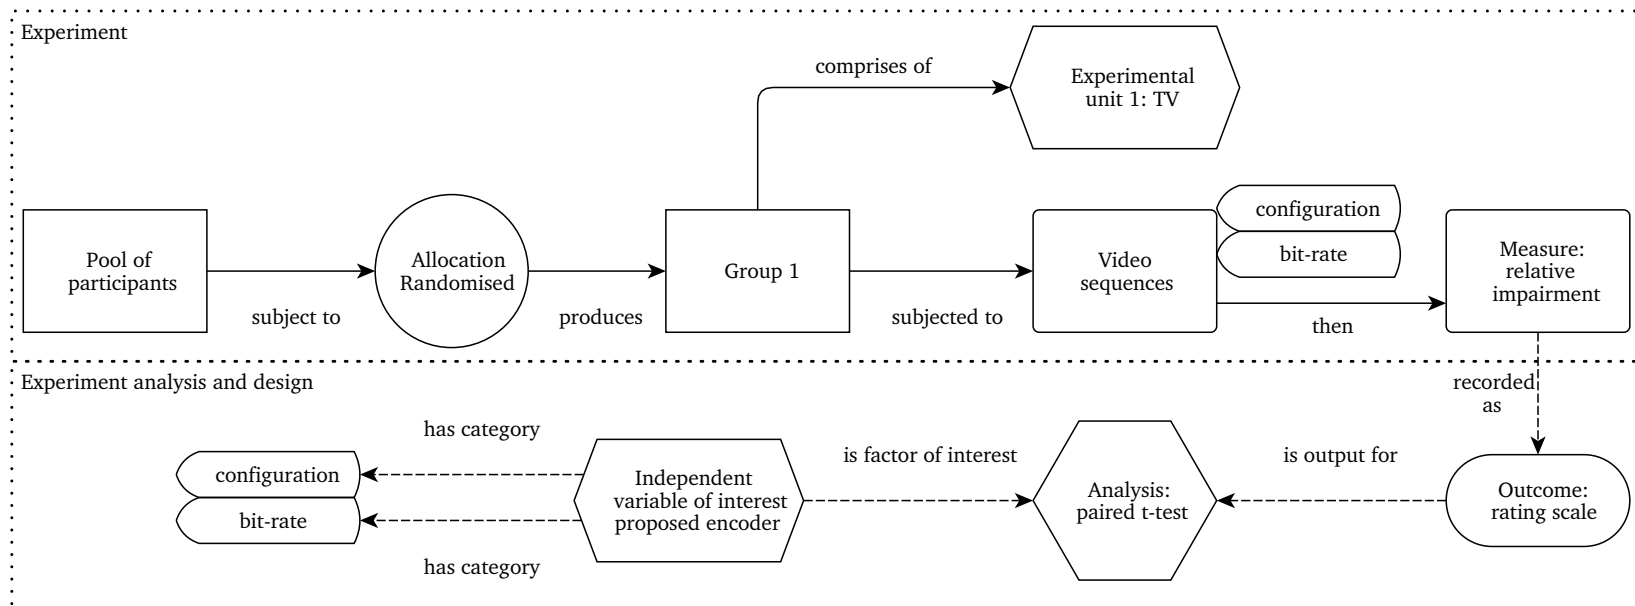 Experiment
comprises of
Experimental
unit 1: TV
Pool of
participants
subject to
Allocation
Randomised
produces
Group 1
subjected to
Video
sequences
configuration
bit-rate
then
Measure:
relative
impairment
Experiment analysis and design
recorded
as
has category
configuration
bit-rate
has category
Independent
variable of interest
proposed encoder
is factor of interest
Analysis:
paired t-test
is output for
Outcome:
rating scale